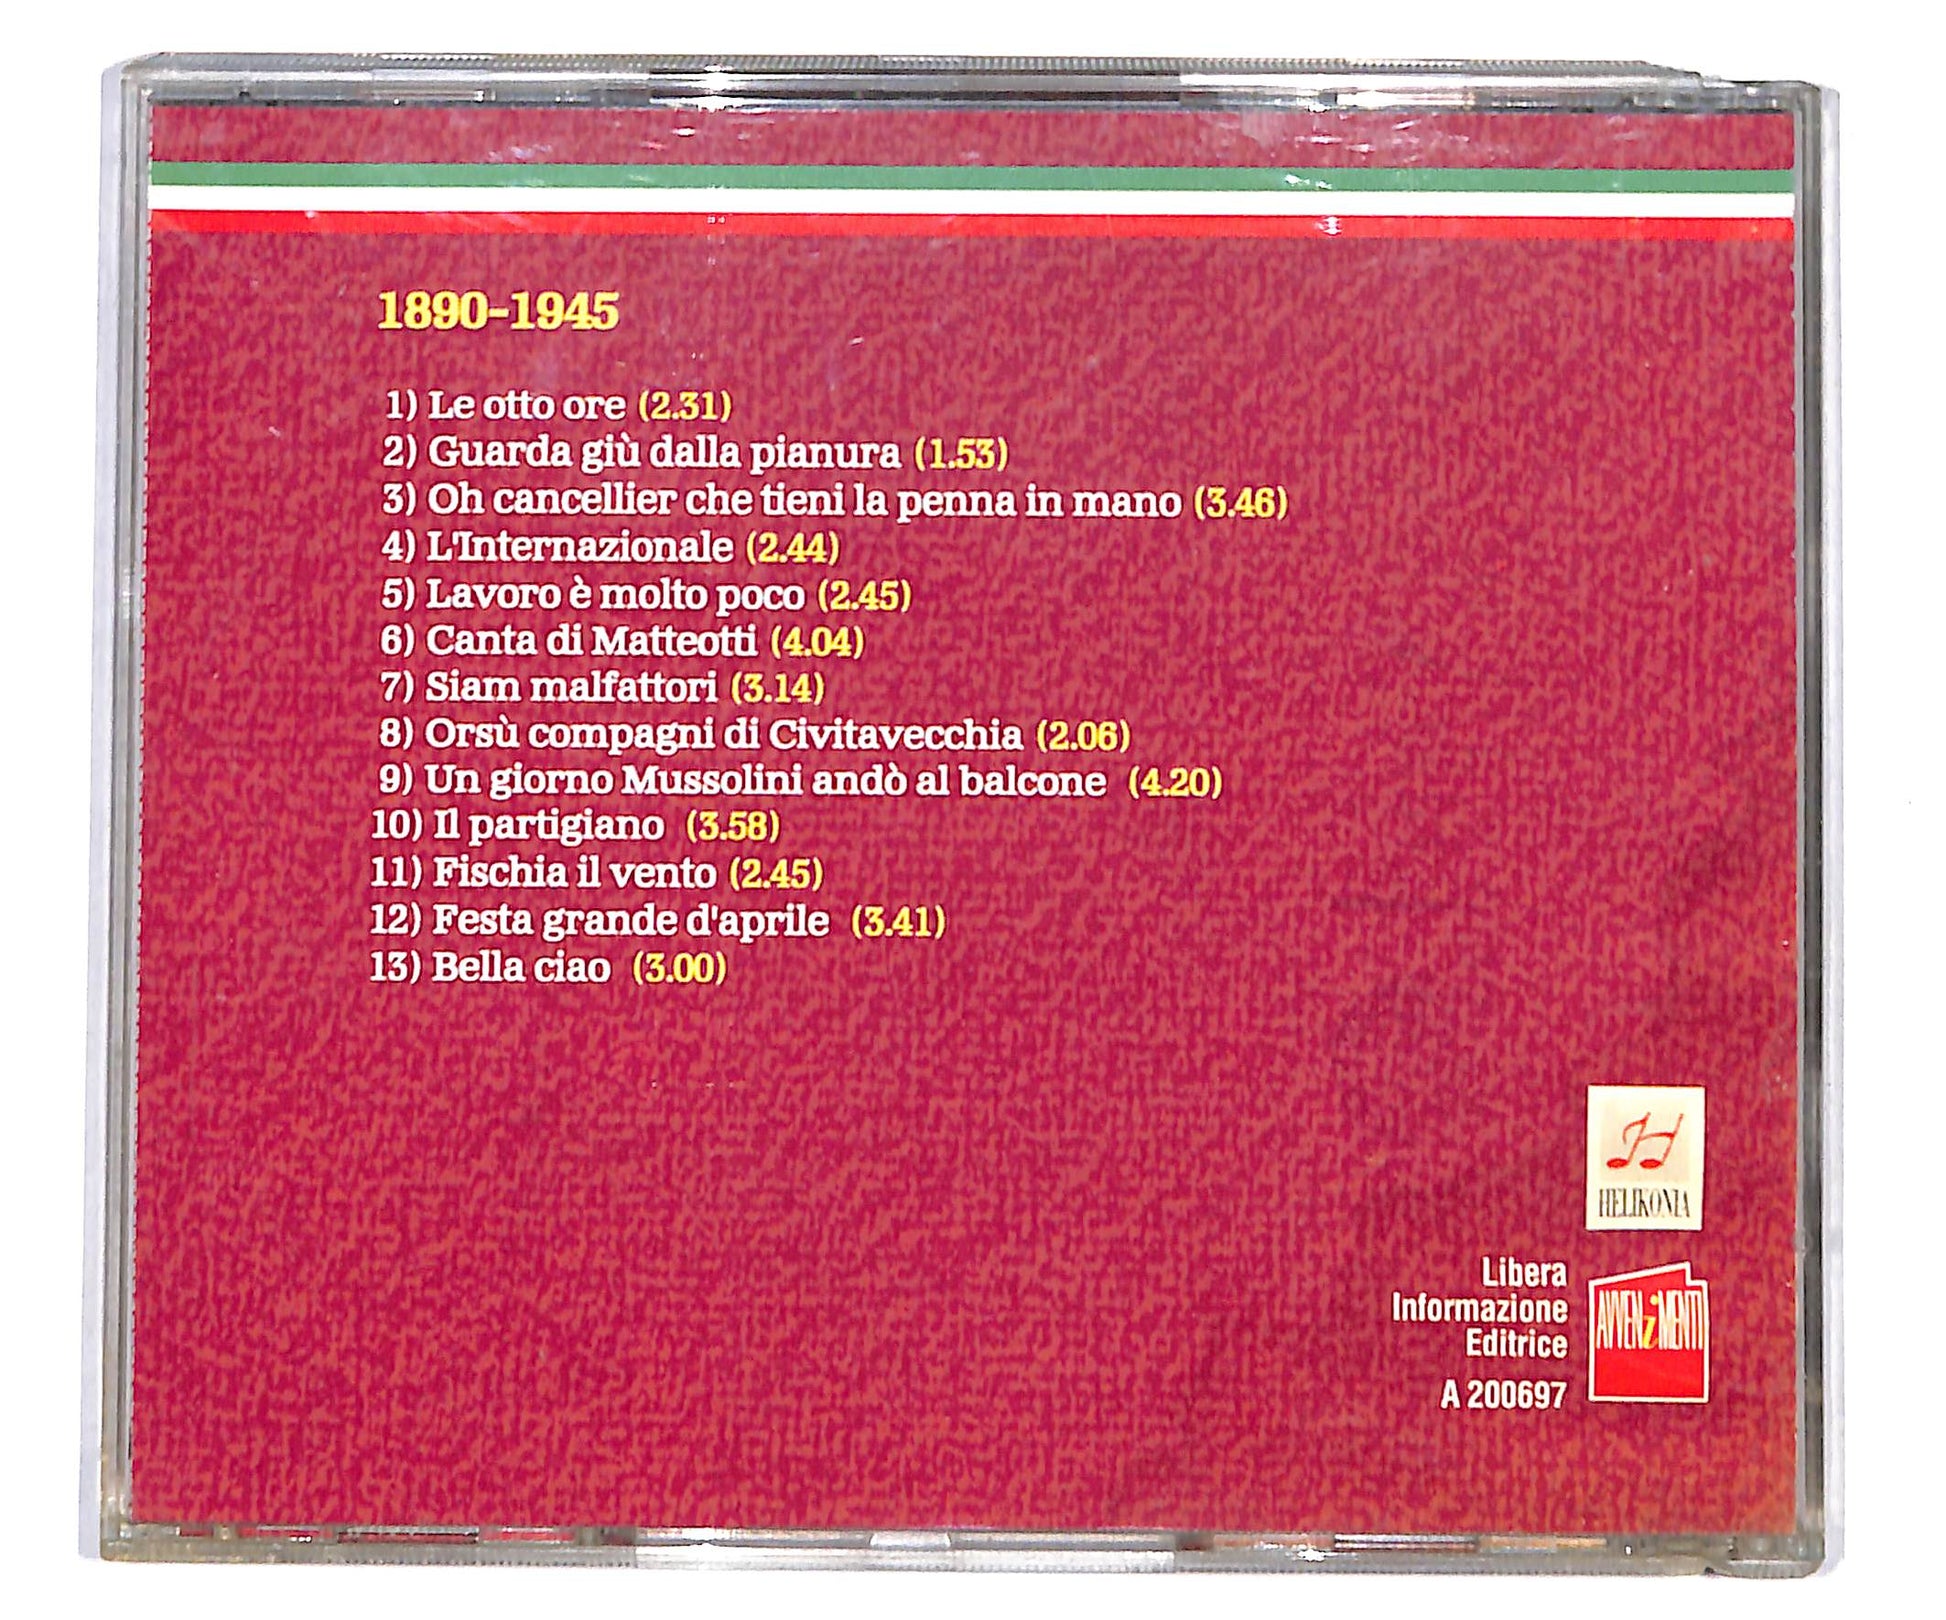 1890-1945
1) Le otto ore (2.31)
2) Guarda giù dalla pianura (1.53)
3) Oh cancellier che tieni la penna in mano (3.46)
4) L'Internazionale (2.44)
5) Lavoro è molto poco (2.45)
6) Canta di Matteotti (4.04)
7) Siam malfattori (3.14)
8) Orsù compagni di Civitavecchia (2.06)
9) Un giorno Mussolini andò al balcone (4.20)
10) Il partigiano (3.58)
11) Fischia il vento (2.45)
12) Festa grande d'aprile (3.41)
13) Bella ciao (3.00)
HELIKONIA
Libera
Informazione
Editrice
A 200697
AVVENiMENTI